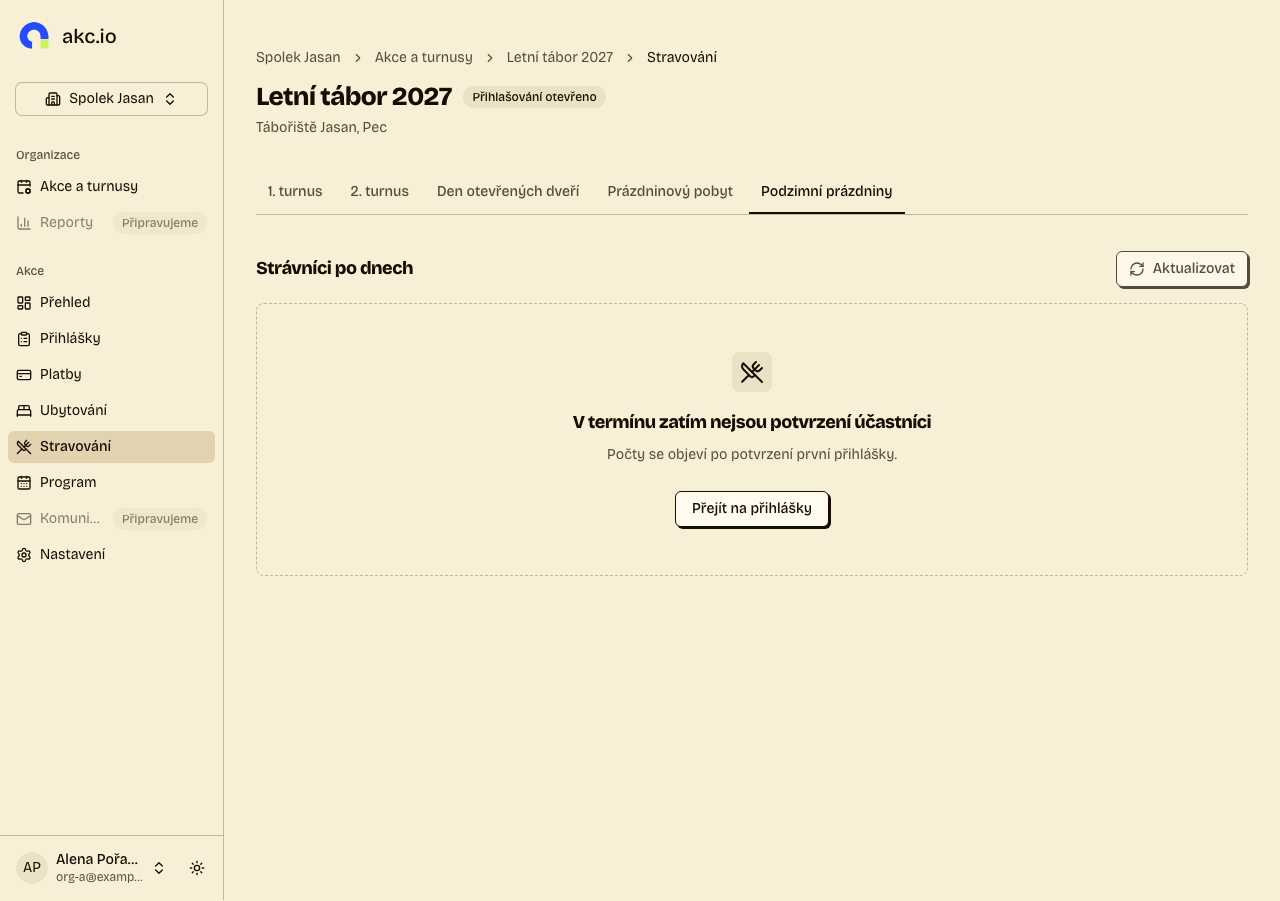 akc.io
Spolek Jasan
Organizace
Akce a turnusy
Reporty Připravujeme
Akce
Přehled
Přihlášky
Platby
Ubytování
Stravování
Program
Komuni... Připravujeme
Nastavení
AP
Alena Pořa...
org-a@examp...
Spolek Jasan > Akce a turnusy > Letní tábor 2027 > Stravování
Letní tábor 2027 Přihlašování otevřeno
Tábořiště Jasan, Pec
1. turnus 2. turnus Den otevřených dveří Prázdninový pobyt Podzimní prázdniny
Strávníci po dnech Aktualizovat
V termínu zatím nejsou potvrzení účastníci
Počty se objeví po potvrzení první přihlášky.
Přejít na přihlášky